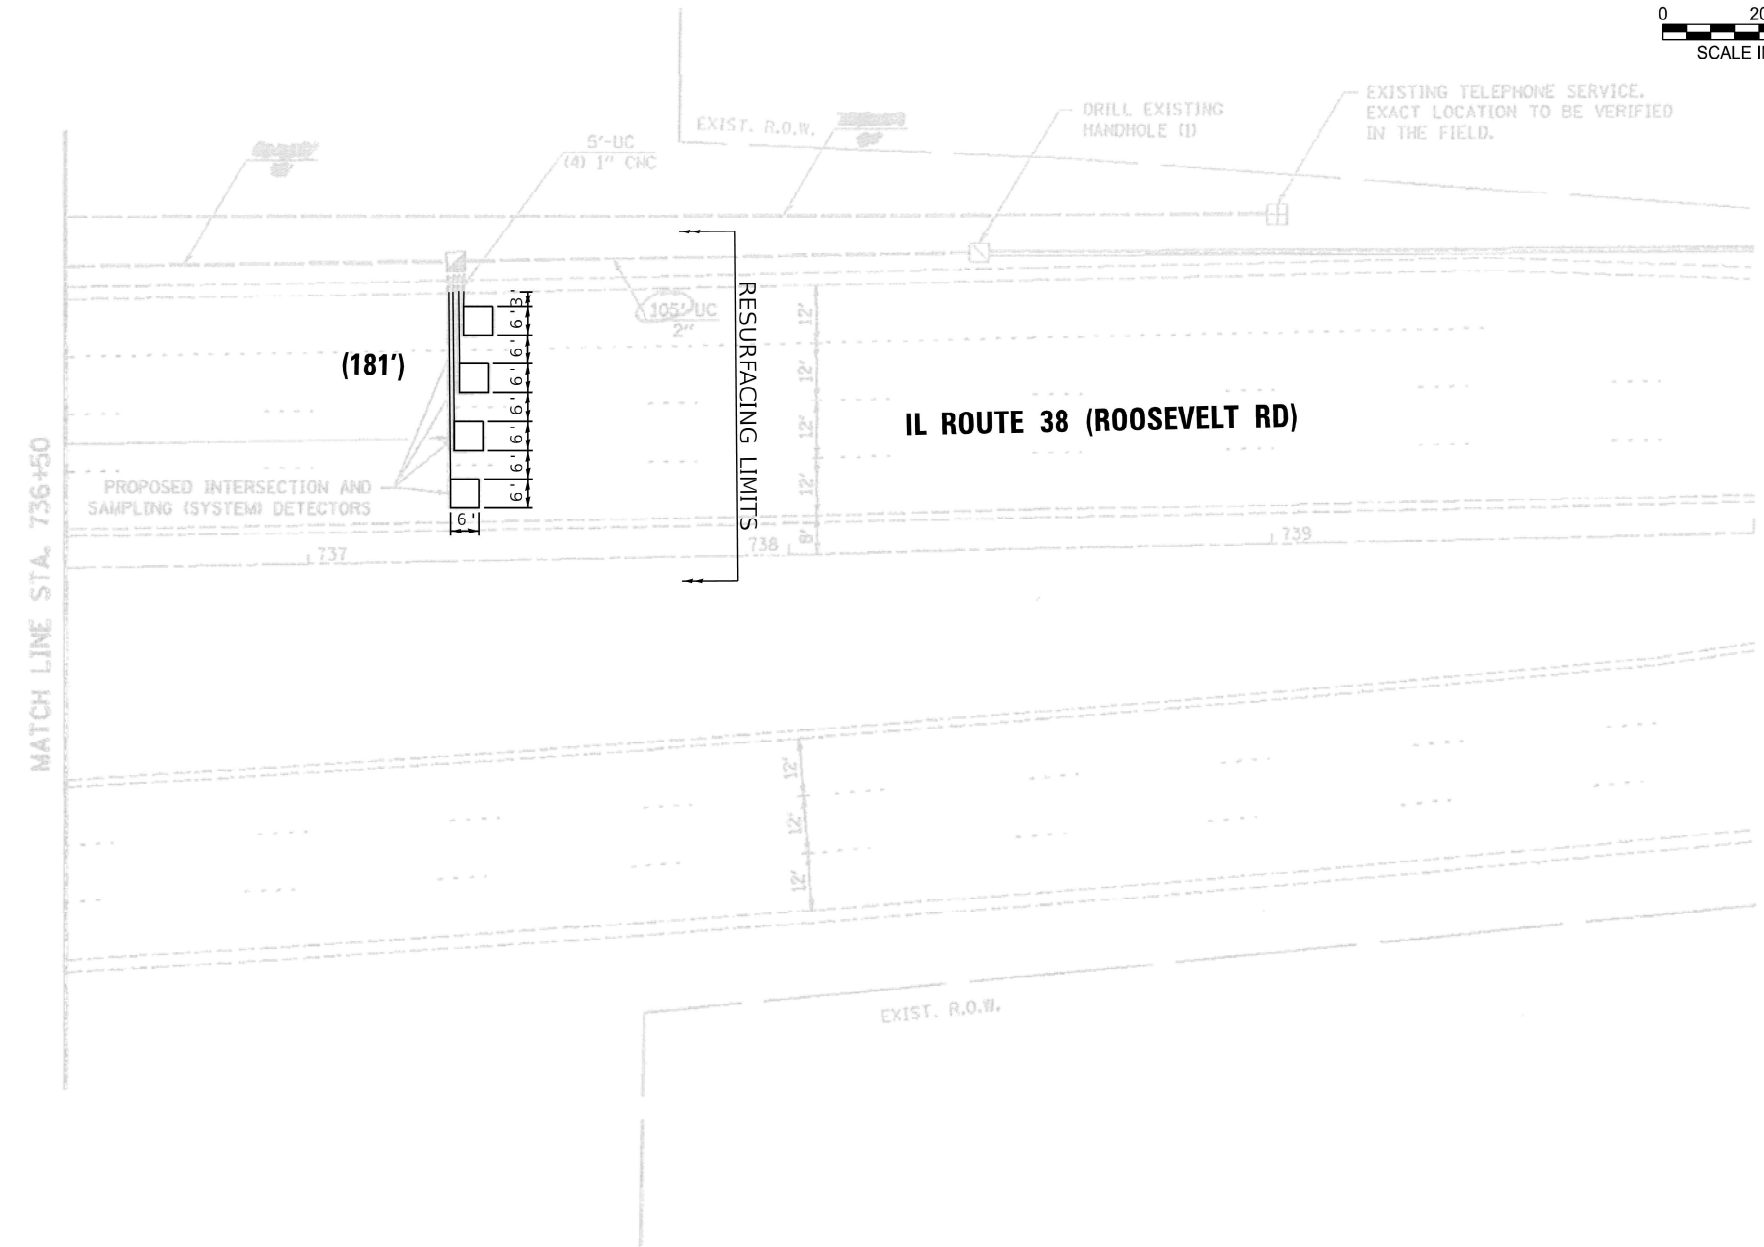 0 20
SCALE I
EXISTING TELEPHONE SERVICE.
EXACT LOCATION TO BE VERIFIED
IN THE FIELD.
DRILL EXISTING
HANDHOLE (1)
EXIST. R.O.W.
5'-UC
(4) 1" CNC
105'-UC
2"
3'
6'
6'
6'
6'
6'
6'
6'
6'
(181')
RESURFACING LIMITS
12'
12'
12'
12'
8'
IL ROUTE 38 (ROOSEVELT RD)
PROPOSED INTERSECTION AND
SAMPLING (SYSTEM) DETECTORS
737
738
739
MATCH LINE STA. 736+50
12'
12'
12'
EXIST. R.O.W.